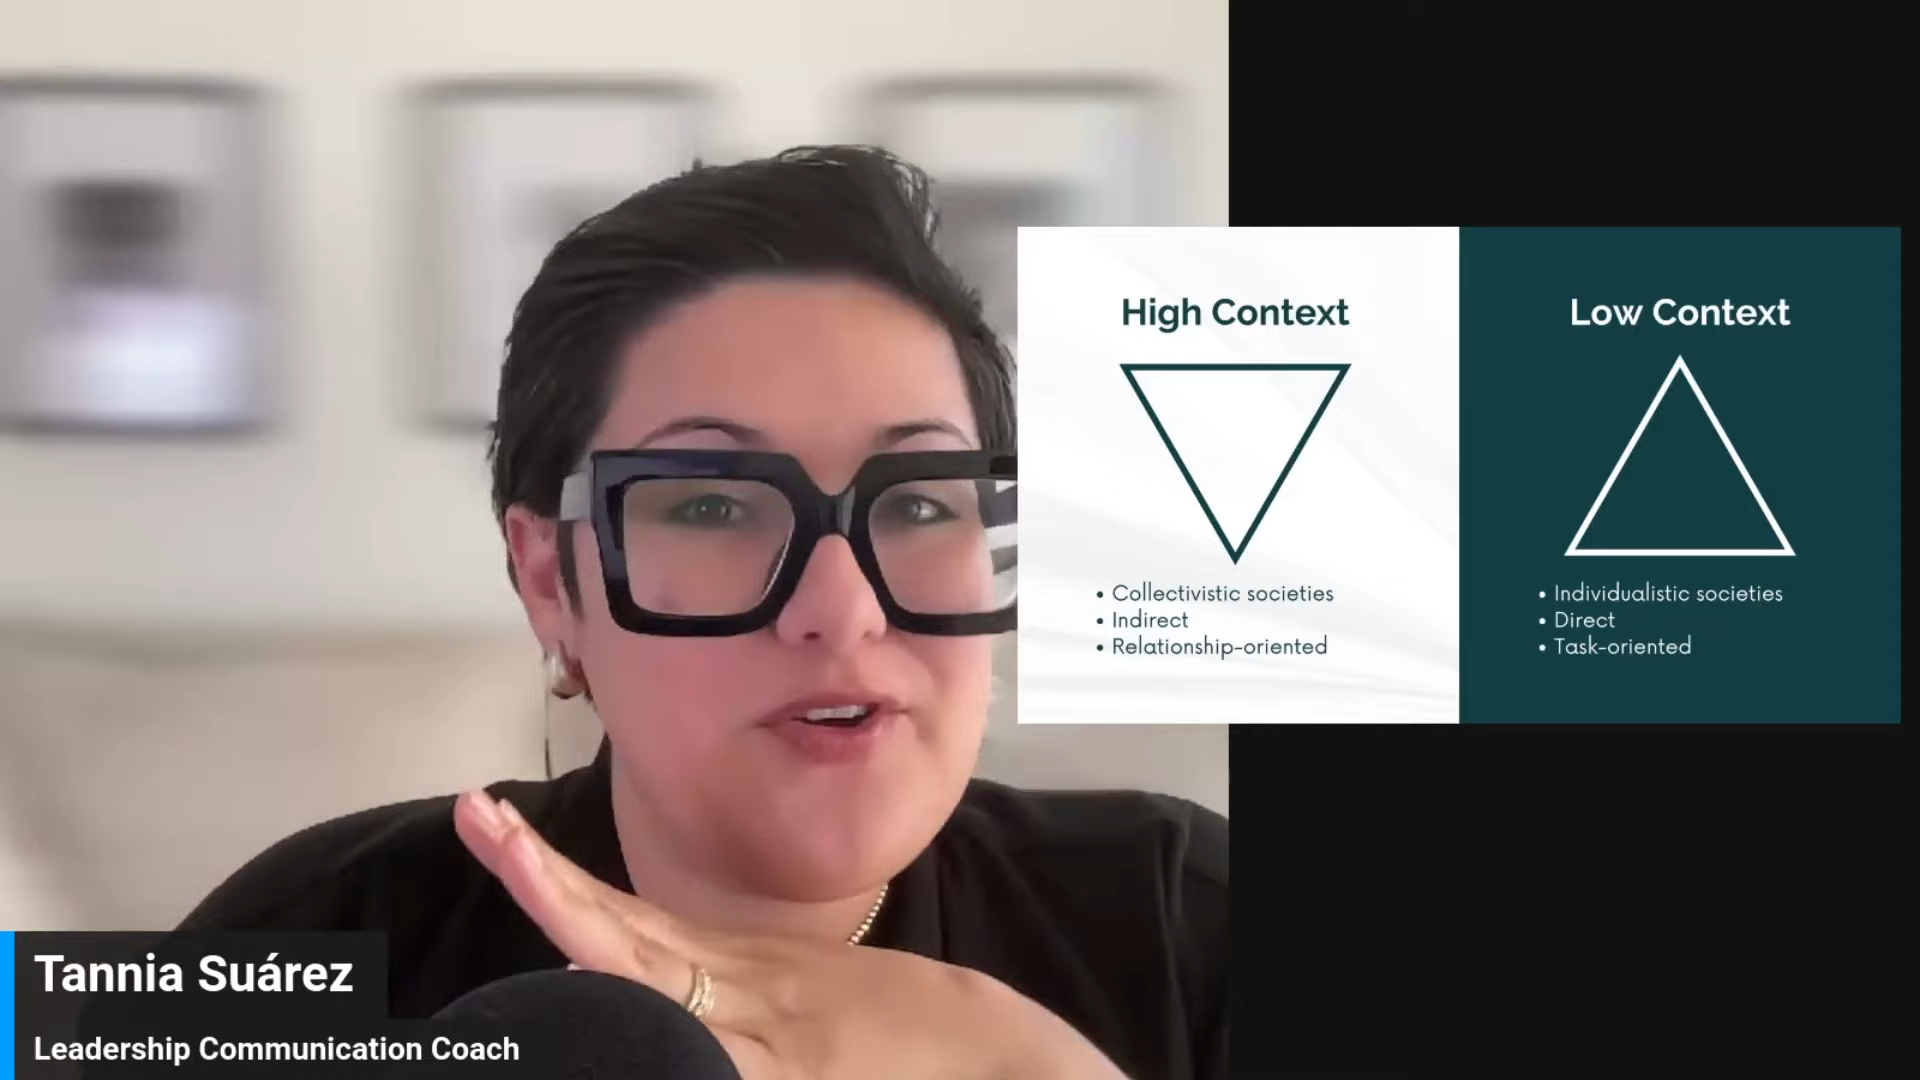 High Context
• Collectivistic societies
• Indirect
• Relationship-oriented
Low Context
• Individualistic societies
• Direct
• Task-oriented
Tannia Suárez
Leadership Communication Coach